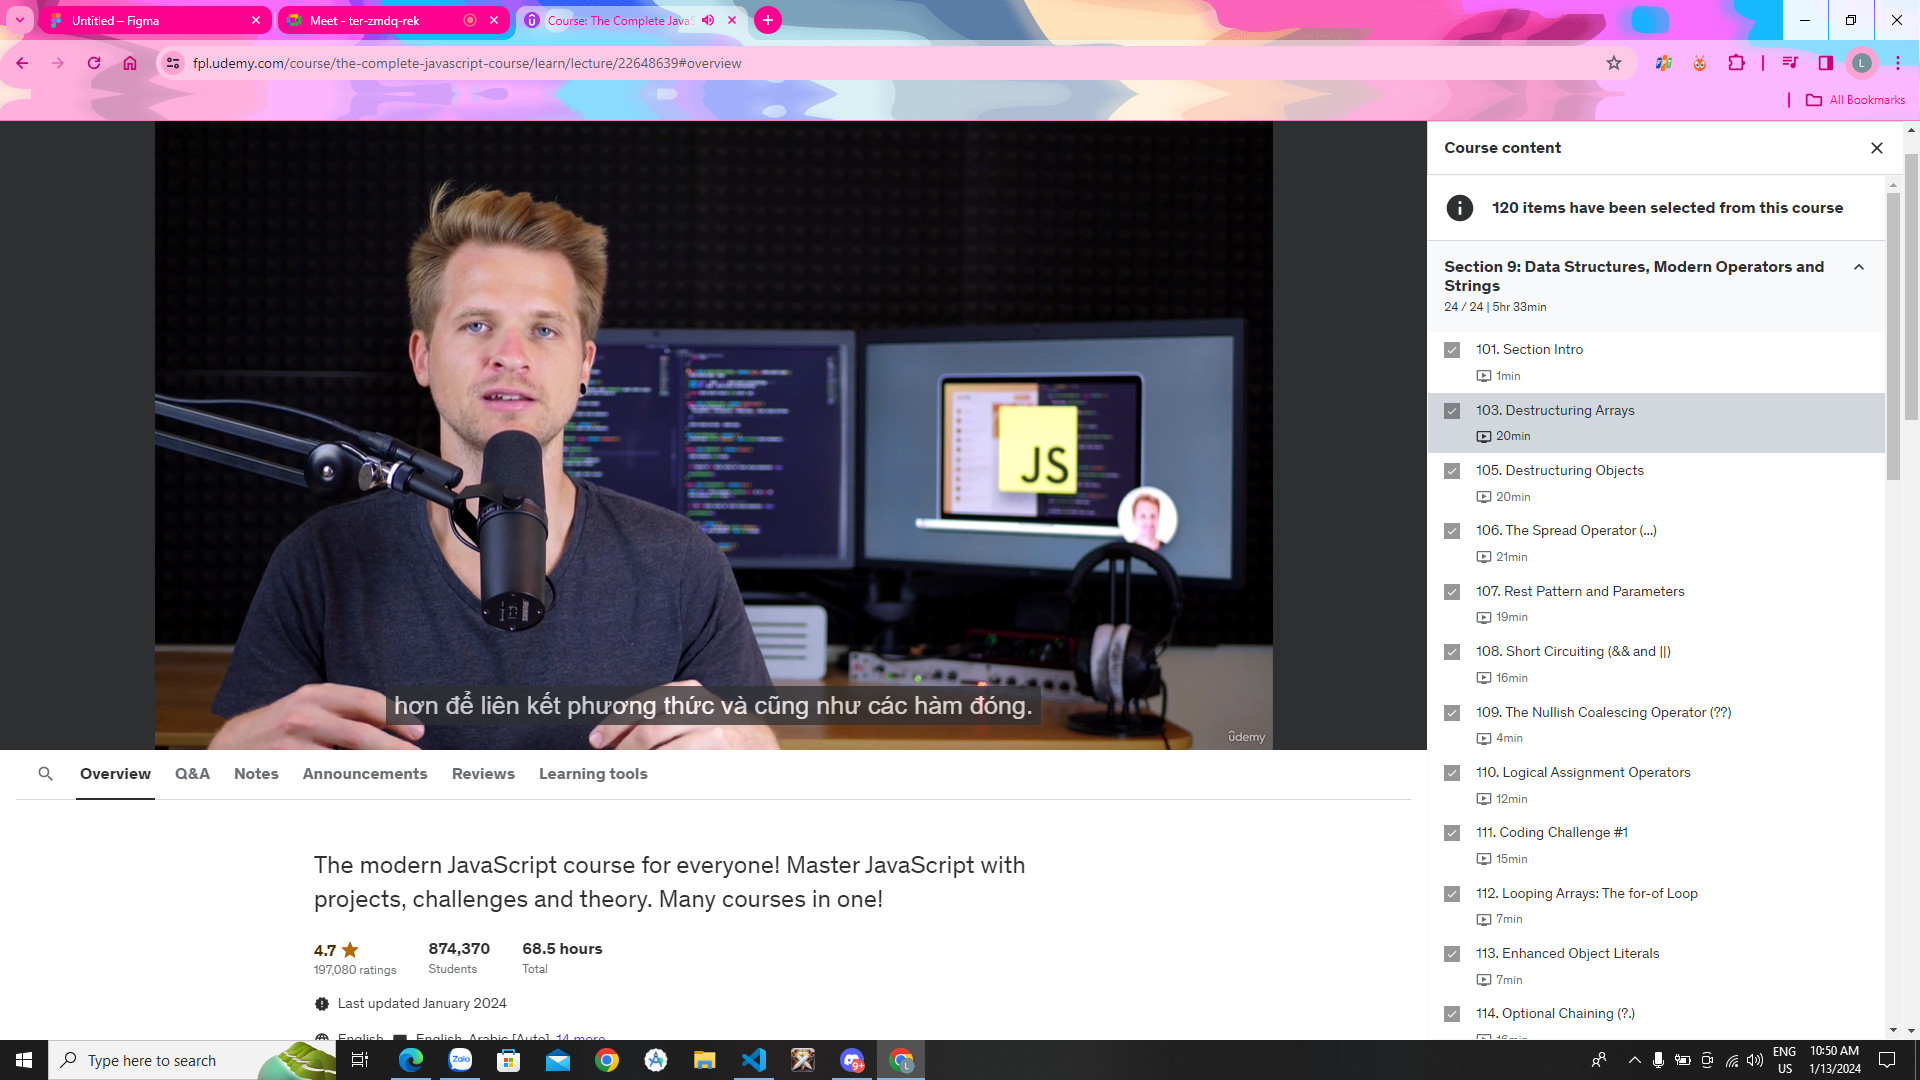 Untitled – Figma
Meet - ter-zmdq-rek
Course: The Complete JavaS
fpl.udemy.com/course/the-complete-javascript-course/learn/lecture/22648639#overview
L
All Bookmarks
JS
hơn để liên kết phương thức và cũng như các hàm đóng.
ûdemy
Course content
120 items have been selected from this course
Section 9: Data Structures, Modern Operators and
Strings
24 / 24 | 5hr 33min
101. Section Intro
1min
103. Destructuring Arrays
20min
105. Destructuring Objects
20min
106. The Spread Operator (...)
21min
107. Rest Pattern and Parameters
19min
108. Short Circuiting (&& and ||)
16min
109. The Nullish Coalescing Operator (??)
4min
110. Logical Assignment Operators
12min
111. Coding Challenge #1
15min
112. Looping Arrays: The for-of Loop
7min
113. Enhanced Object Literals
7min
114. Optional Chaining (?.)
16min
Overview
Q&A
Notes
Announcements
Reviews
Learning tools
The modern JavaScript course for everyone! Master JavaScript with
projects, challenges and theory. Many courses in one!
4.7
197,080 ratings
874,370
Students
68.5 hours
Total
Last updated January 2024
English
English, Arabic [Auto], 14 more
Type here to search
Zalo
9+
L
ENG
US
10:50 AM
1/13/2024